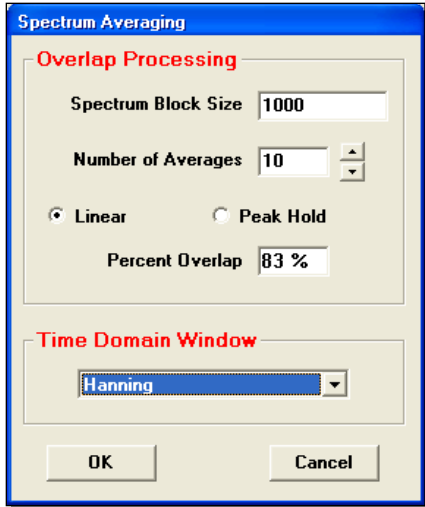 Spectrum Averaging
Overlap Processing
Spectrum Block Size 1000
Number of Averages 10
Linear Peak Hold
Percent Overlap 83 %
Time Domain Window
Hanning
OK Cancel